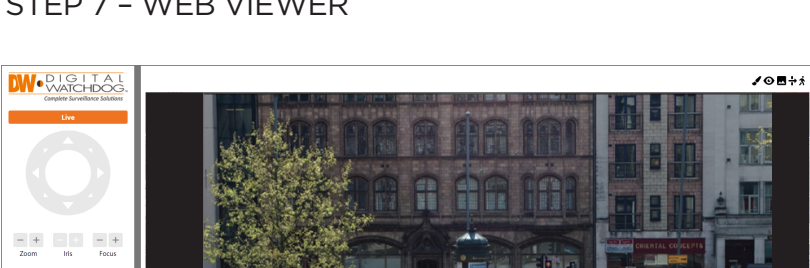 STEP 7 – WEB VIEWER
DW DIGITAL
WATCHDOG
Complete Surveillance Solutions
Live
Zoom
Iris
Focus
ORIENTAL CONCEPTS